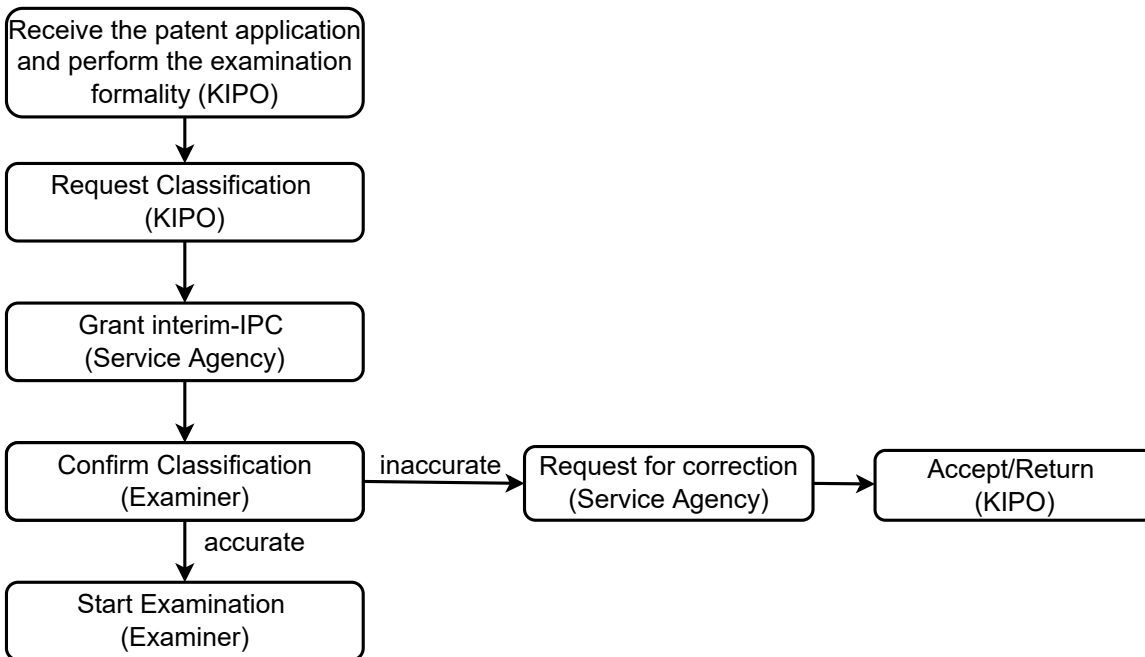 Receive the patent application
and perform the examination
formality (KIPO)
Request Classification
(KIPO)
Grant interim-IPC
(Service Agency)
Confirm Classification
(Examiner)
inaccurate
Request for correction
(Service Agency)
Accept/Return
(KIPO)
accurate
Start Examination
(Examiner)